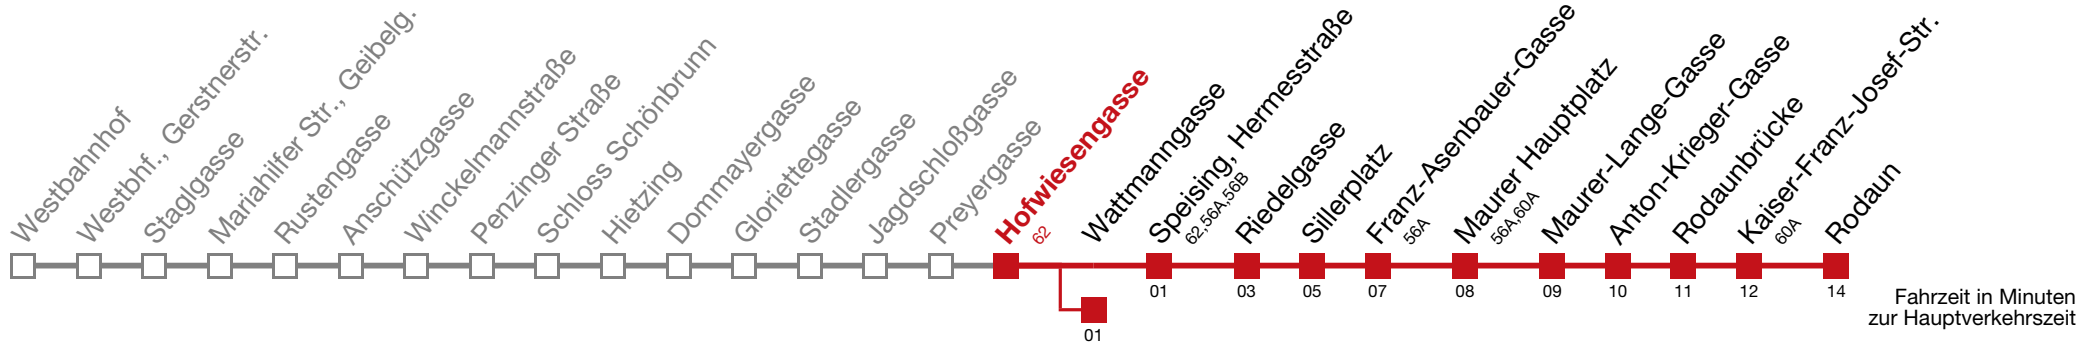 Westbahnhof
Westbhf., Gerstnerstr.
Staglgasse
Mariahilfer Str., Geibelg.
Rustengasse
Anschützgasse
Winckelmannstraße
Penzinger Straße
Schloss Schönbrunn
Hietzing
Dommayergasse
Gloriettegasse
Stadlergasse
Jagdschloßgasse
Preyergasse
Hofwiesengasse
62
Wattmanngasse
Speising, Hermesstraße
62,56A,56B
Riedelgasse
Sillerplatz
Franz-Asenbauer-Gasse
56A
Maurer Hauptplatz
56A,60A
Maurer-Lange-Gasse
Anton-Krieger-Gasse
Rodaunbrücke
Kaiser-Franz-Josef-Str.
60A
Rodaun
01 03 05 07 08 09 10 11 12 14
01
Fahrzeit in Minuten
zur Hauptverkehrszeit